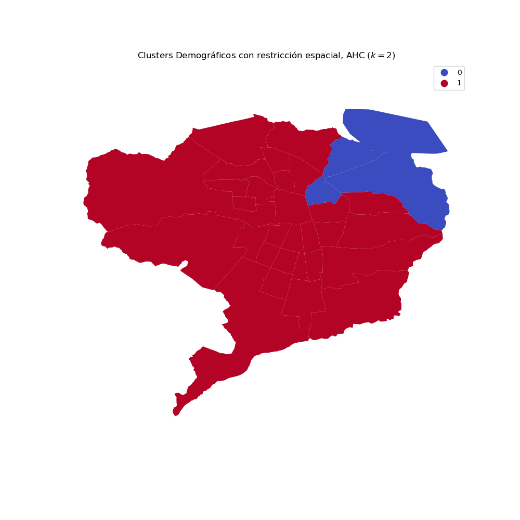 Clusters Demográficos con restricción espacial, AHC (k = 2)
0
1